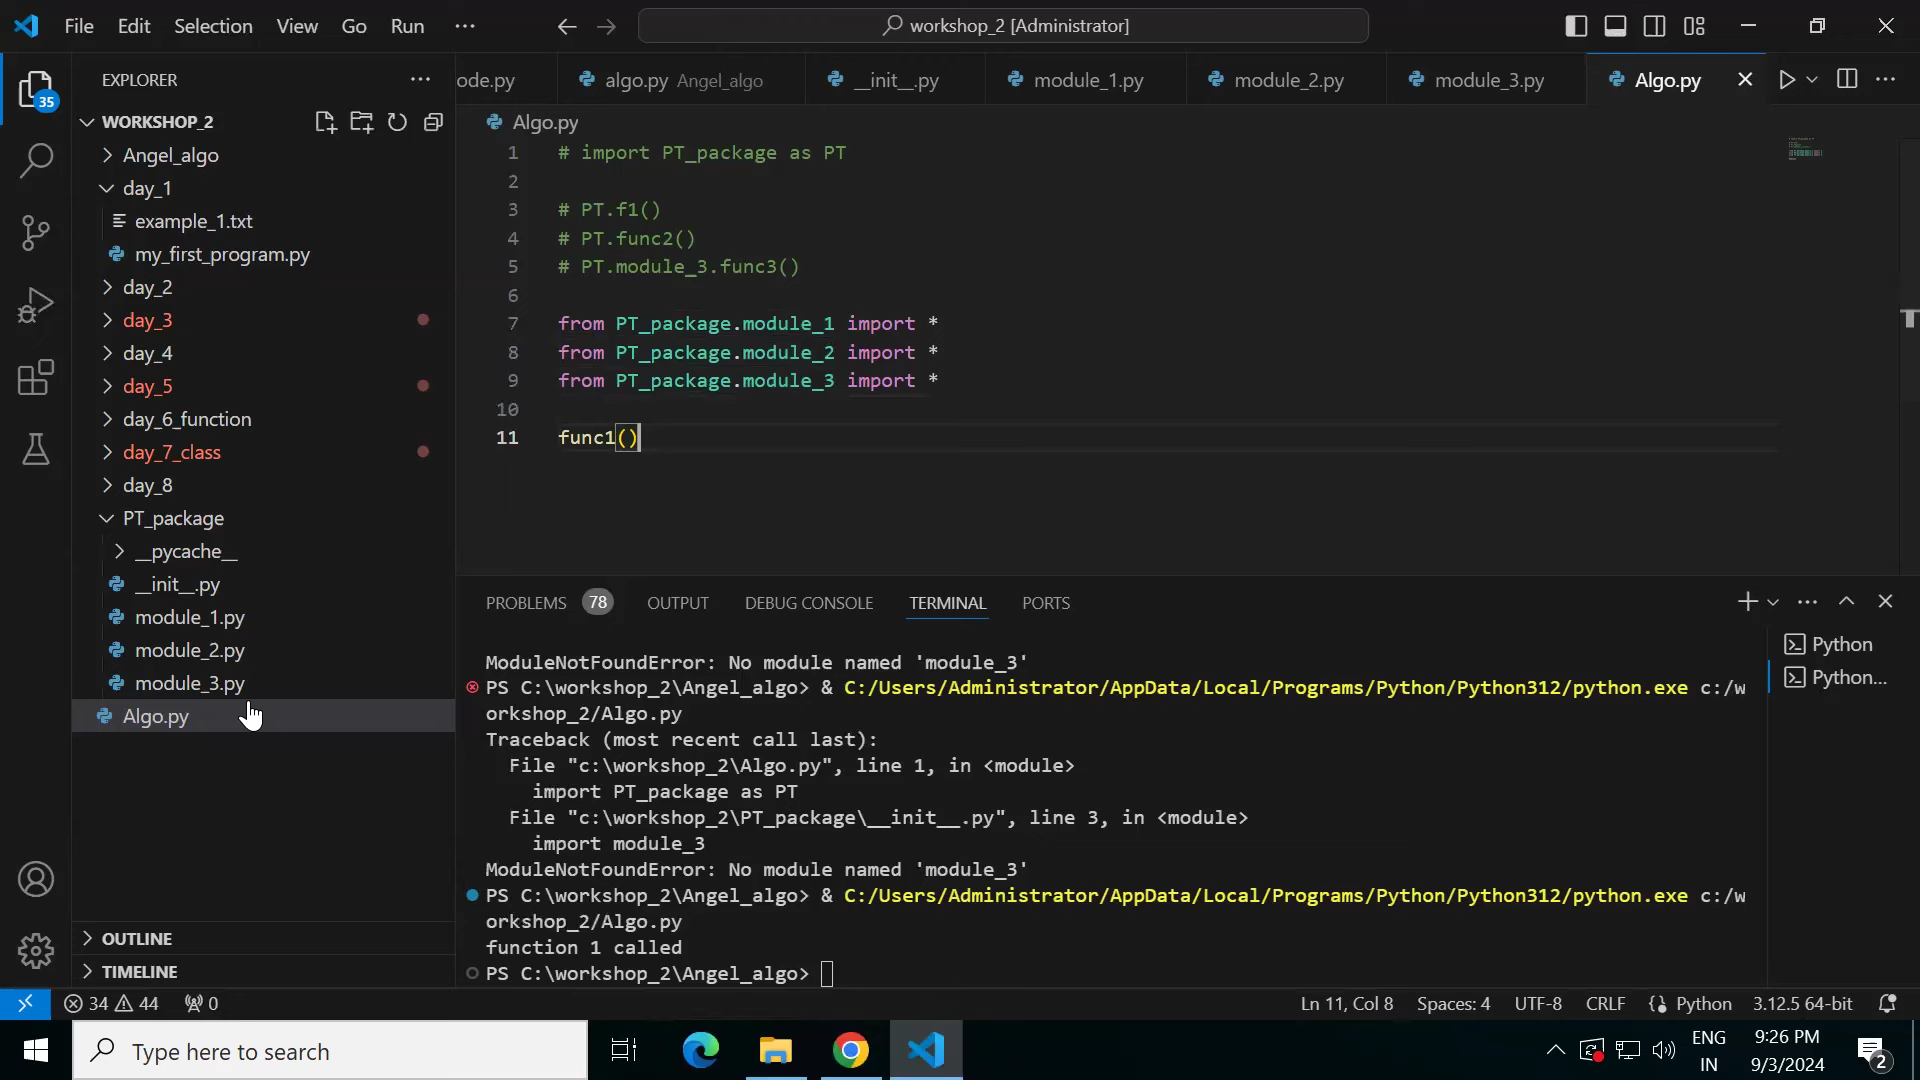 File Edit Selection View Go Run ···
workshop_2 [Administrator]
EXPLORER
WORKSHOP_2
Angel_algo
day_1
example_1.txt
my_first_program.py
day_2
day_3
day_4
day_5
day_6_function
day_7_class
day_8
PT_package
__pycache__
__init__.py
module_1.py
module_2.py
module_3.py
Algo.py
OUTLINE
TIMELINE
35
ode.py
algo.py Angel_algo
__init__.py
module_1.py
module_2.py
module_3.py
Algo.py
Algo.py
1 # import PT_package as PT
2
3 # PT.f1()
4 # PT.func2()
5 # PT.module_3.func3()
6
7 from PT_package.module_1 import *
8 from PT_package.module_2 import *
9 from PT_package.module_3 import *
10
11 func1()
PROBLEMS 78 OUTPUT DEBUG CONSOLE TERMINAL PORTS
Python
Python...
ModuleNotFoundError: No module named 'module_3'
PS C:\workshop_2\Angel_algo> & C:/Users/Administrator/AppData/Local/Programs/Python/Python312/python.exe c:/w
orkshop_2/Algo.py
Traceback (most recent call last):
File "c:\workshop_2\Algo.py", line 1, in <module>
import PT_package as PT
File "c:\workshop_2\PT_package\__init__.py", line 3, in <module>
import module_3
ModuleNotFoundError: No module named 'module_3'
PS C:\workshop_2\Angel_algo> & C:/Users/Administrator/AppData/Local/Programs/Python/Python312/python.exe c:/w
orkshop_2/Algo.py
function 1 called
PS C:\workshop_2\Angel_algo>
34 44 0
Ln 11, Col 8 Spaces: 4 UTF-8 CRLF Python 3.12.5 64-bit
Type here to search
ENG
IN
9:26 PM
9/3/2024
2